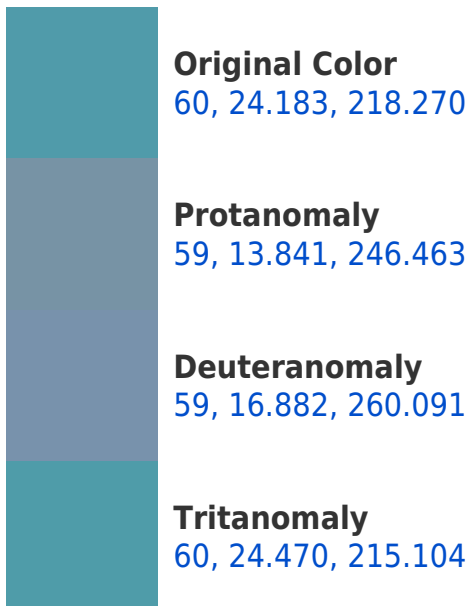 Original Color
60, 24.183, 218.270
Protanomaly
59, 13.841, 246.463
Deuteranomaly
59, 16.882, 260.091
Tritanomaly
60, 24.470, 215.104